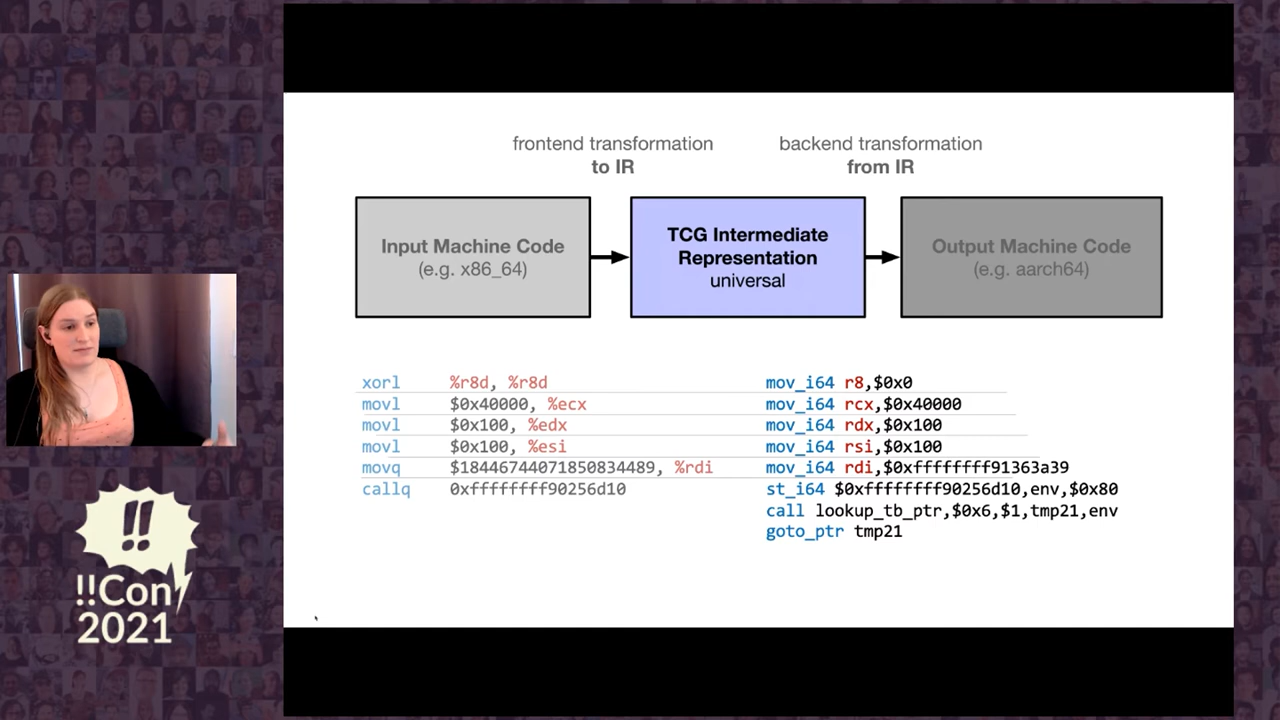 frontend transformation
to IR
backend transformation
from IR
Input Machine Code
(e.g. x86_64)
TCG Intermediate
Representation
universal
Output Machine Code
(e.g. aarch64)
xorl %r8d, %r8d
movl $0x40000, %ecx
movl $0x100, %edx
movl $0x100, %esi
movq $18446744071850834489, %rdi
callq 0xffffffff90256d10
mov_i64 r8,$0x0
mov_i64 rcx,$0x40000
mov_i64 rdx,$0x100
mov_i64 rsi,$0x100
mov_i64 rdi,$0xffffffff91363a39
st_i64 $0xffffffff90256d10,env,$0x80
call lookup_tb_ptr,$0x6,$1,tmp21,env
goto_ptr tmp21
!!
!!Con
2021